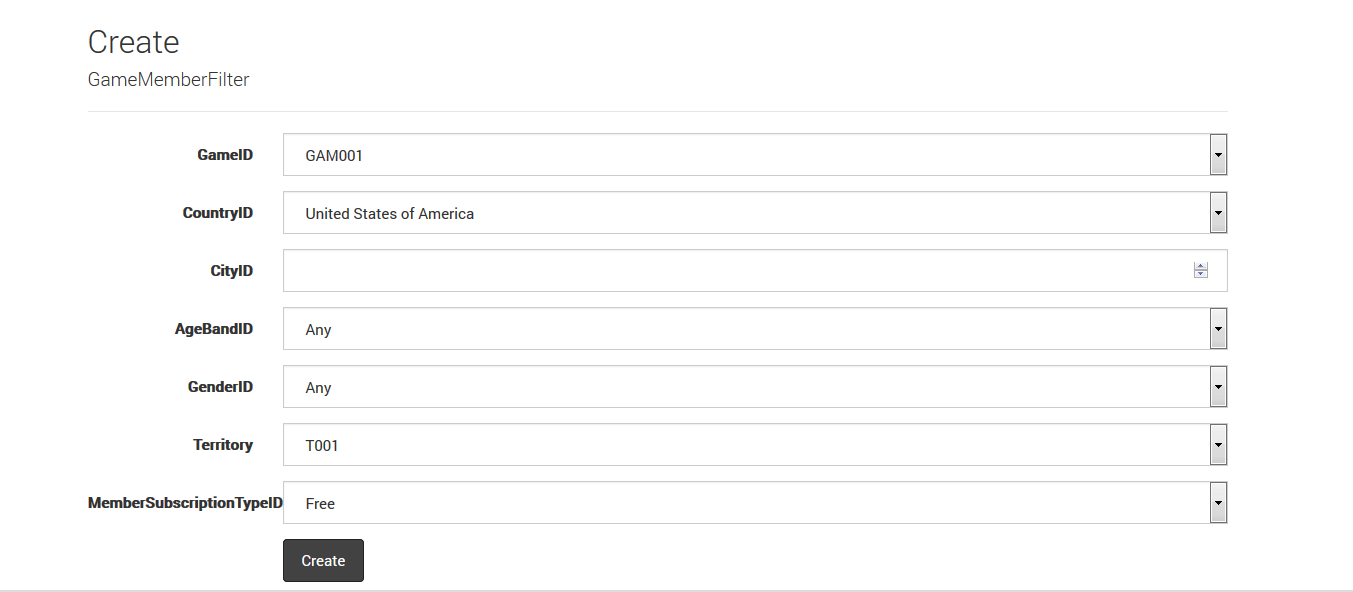 Create
GameMemberFilter
GameID GAM001
CountryID United States of America
CityID
AgeBandID Any
GenderID Any
Territory T001
MemberSubscriptionTypeID Free
Create